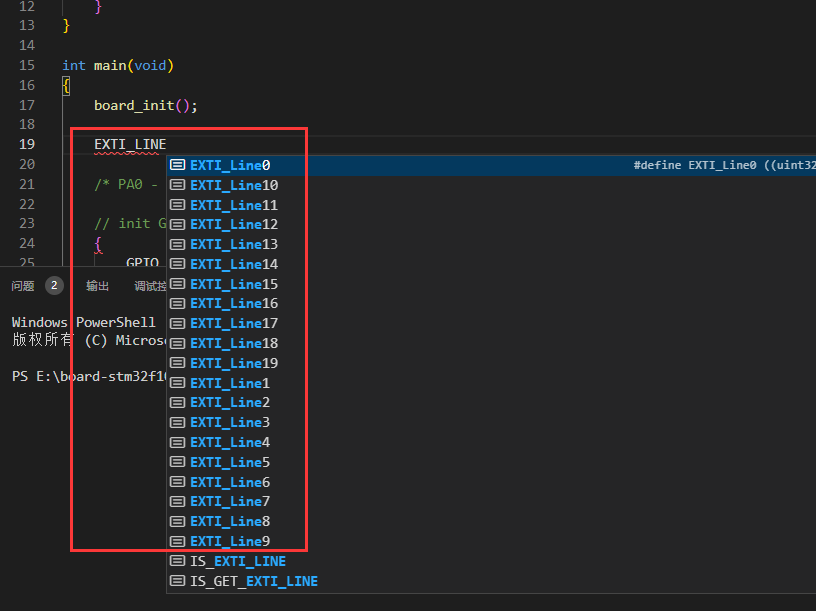 12 }
13 }
14
15 int main(void)
16 {
17 board_init();
18
19 EXTI_LINE
20 EXTI_Line0 #define EXTI_Line0 ((uint32
21 /* PA0 - EXTI_Line10
22 EXTI_Line11
23 // init G EXTI_Line12
24 { EXTI_Line13
25 GPIO EXTI_Line14
问题 2 输出 调试控 EXTI_Line15
EXTI_Line16
Windows PowerShell EXTI_Line17
版权所有 (C) Microso EXTI_Line18
EXTI_Line19
PS E:\board-stm32f10 EXTI_Line1
EXTI_Line2
EXTI_Line3
EXTI_Line4
EXTI_Line5
EXTI_Line6
EXTI_Line7
EXTI_Line8
EXTI_Line9
IS_EXTI_LINE
IS_GET_EXTI_LINE